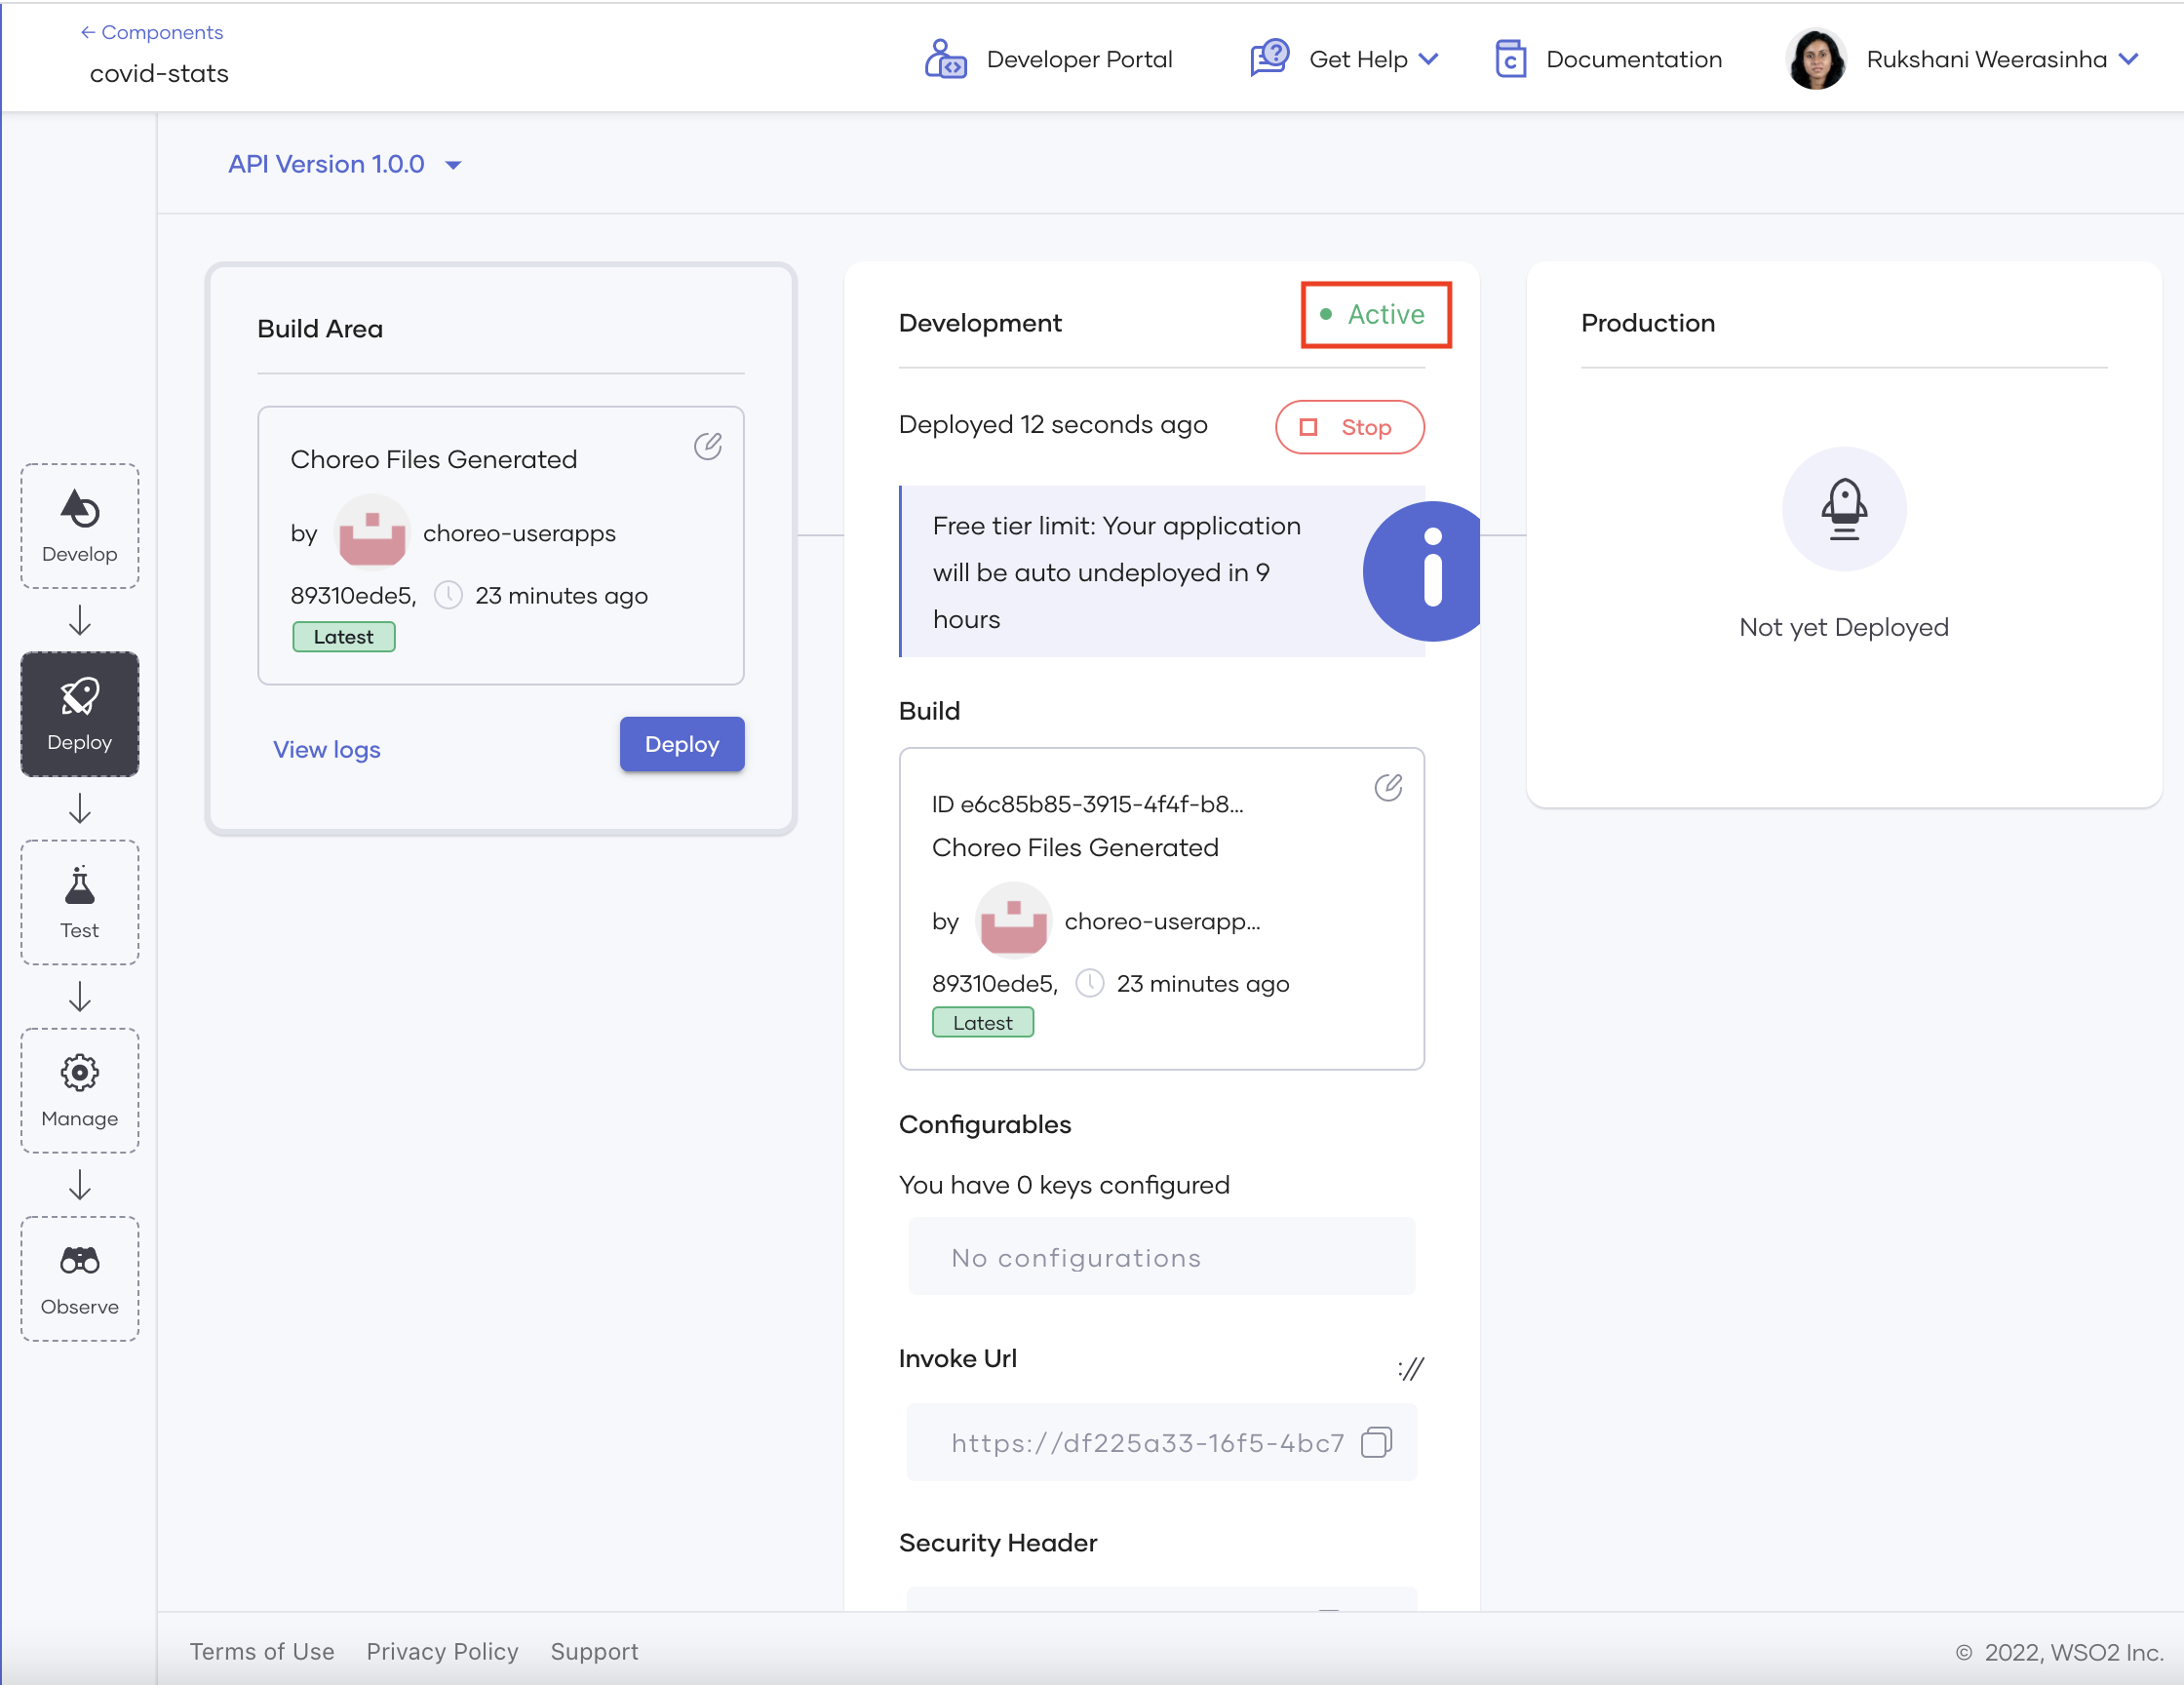 ← Components
covid-stats
Developer Portal
Get Help
Documentation
Rukshani Weerasinha
API Version 1.0.0
Develop
Deploy
Test
Manage
Observe
Build Area
Choreo Files Generated
by choreo-userapps
89310ede5, 23 minutes ago
Latest
View logs
Deploy
Development
Active
Deployed 12 seconds ago
Stop
Free tier limit: Your application
will be auto undeployed in 9
hours
Build
ID e6c85b85-3915-4f4f-b8...
Choreo Files Generated
by choreo-userapp...
89310ede5, 23 minutes ago
Latest
Configurables
You have 0 keys configured
No configurations
Invoke Url
://
https://df225a33-16f5-4bc7
Security Header
Production
Not yet Deployed
Terms of Use
Privacy Policy
Support
© 2022, WSO2 Inc.